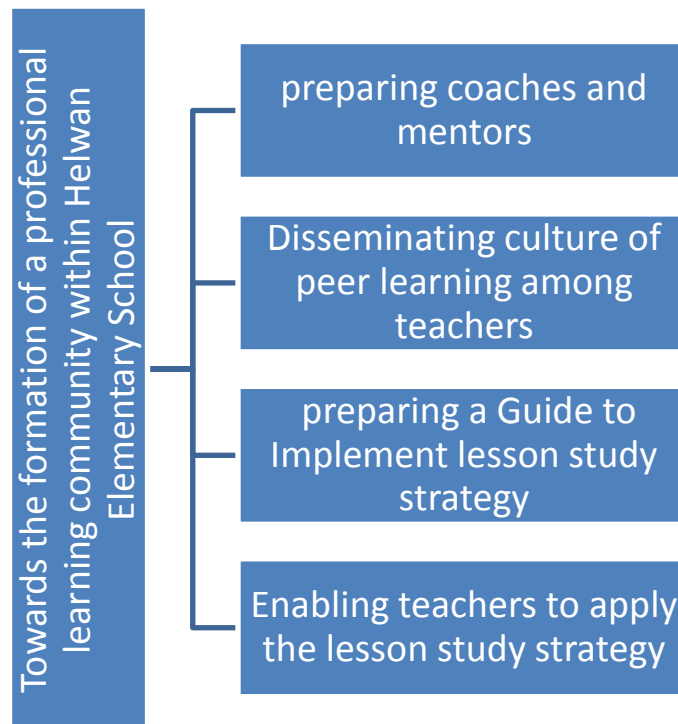 Towards the formation of a professional
learning community within Helwan
Elementary School
preparing coaches and
mentors
Disseminating culture of
peer learning among
teachers
preparing a Guide to
Implement lesson study
strategy
Enabling teachers to apply
the lesson study strategy